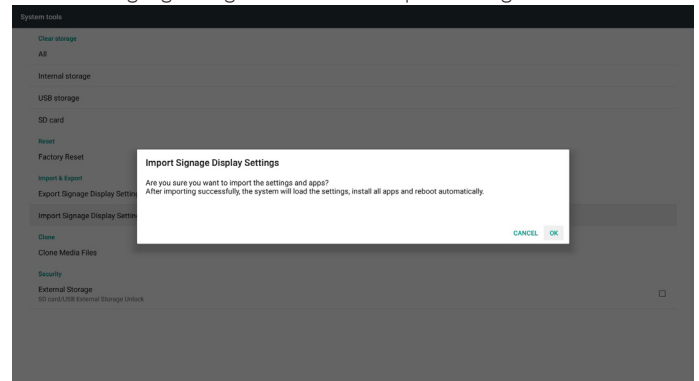 System tools
Clear storage
All
Internal storage
USB storage
SD card
Reset
Factory Reset
Import & Export
Export Signage Display
Import Signage Display
Clone
Clone Media Files
Security
External Storage
SD card/USB External Storage Unlock
Import Signage Display Settings
Are you sure you want to import the settings and apps?
After importing successfully, the system will load the settings, install all apps and reboot automatically.
CANCEL OK